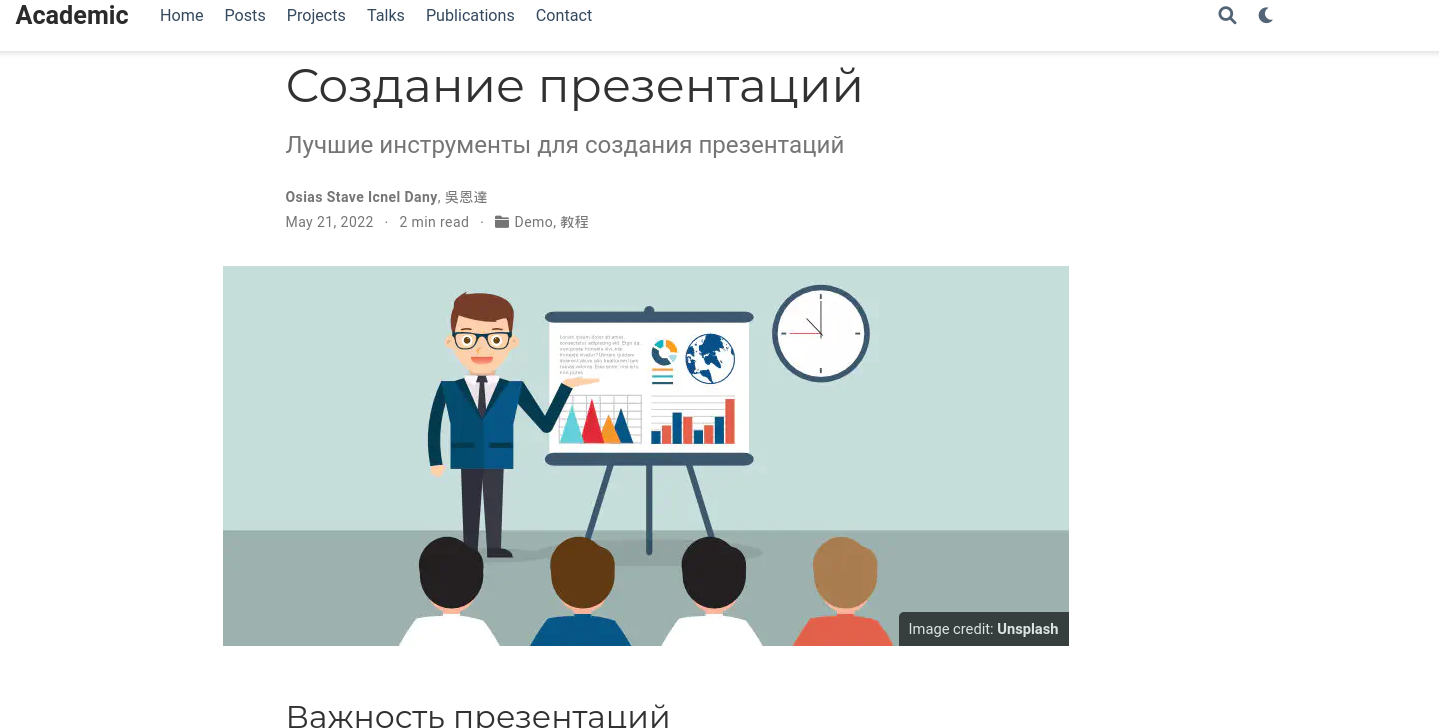 Academic Home Posts Projects Talks Publications Contact
Создание презентаций
Лучшие инструменты для создания презентаций
Osias Stave Icnel Dany, 吳恩達
May 21, 2022 · 2 min read · Demo, 教程
Image credit: Unsplash
Важность презентаций